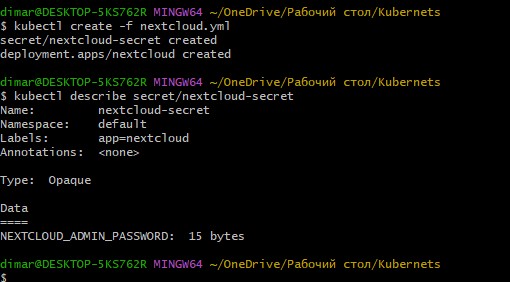 dimar@DESKTOP-5KS762R MINGW64 ~/OneDrive/Рабочий стол/Kubernets
$ kubectl create -f nextcloud.yml
secret/nextcloud-secret created
deployment.apps/nextcloud created
dimar@DESKTOP-5KS762R MINGW64 ~/OneDrive/Рабочий стол/Kubernets
$ kubectl describe secret/nextcloud-secret
Name: nextcloud-secret
Namespace: default
Labels: app=nextcloud
Annotations: <none>
Type: Opaque
Data
====
NEXTCLOUD_ADMIN_PASSWORD: 15 bytes
dimar@DESKTOP-5KS762R MINGW64 ~/OneDrive/Рабочий стол/Kubernets
$